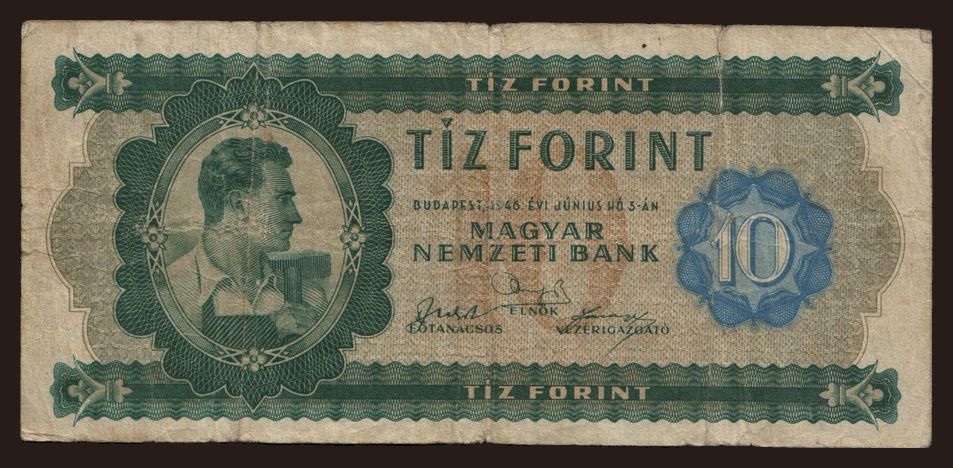 TÍZ FORINT
TÍZ FORINT
BUDAPEST, 1946. ÉVI JÚNIUS HÓ 3-ÁN
MAGYAR
NEMZETI BANK
10
ELNÖK
FŐTANÁCSOS VEZÉRIGAZGATÓ
TÍZ FORINT